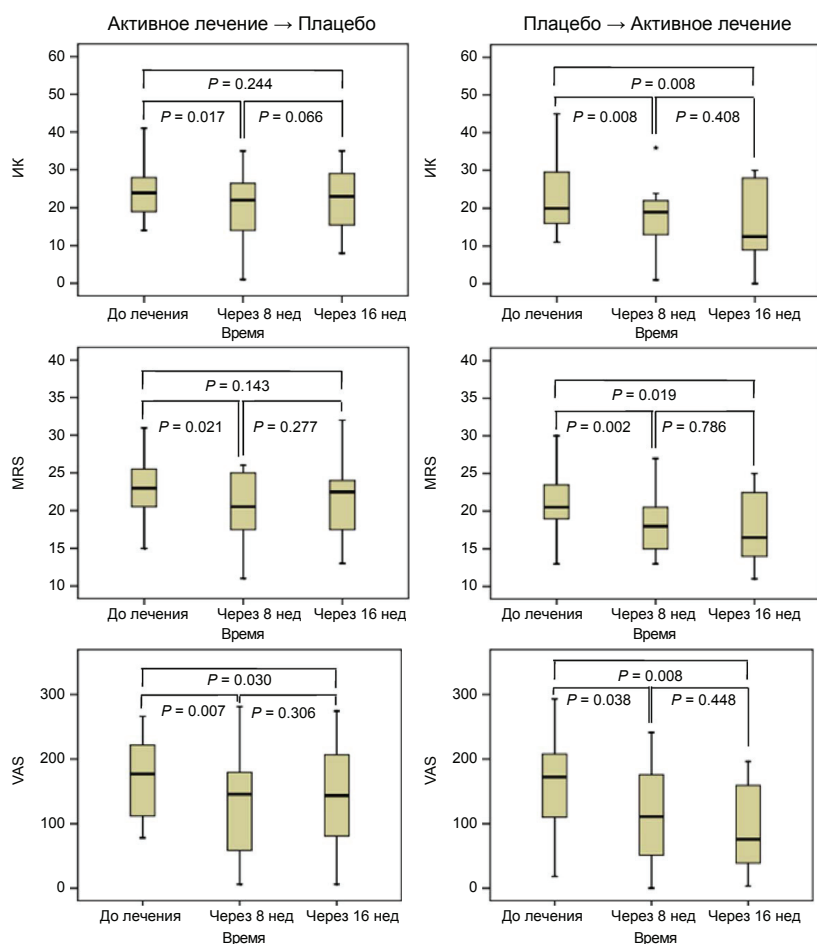 Активное лечение → Плацебо
60
50
40
30
20
10
0
ИК
P = 0.244
P = 0.017
P = 0.066
До лечения
Через 8 нед
Через 16 нед
Время
Плацебо → Активное лечение
60
50
40
30
20
10
0
ИК
P = 0.008
P = 0.008
P = 0.408
До лечения
Через 8 нед
Через 16 нед
Время
40
35
30
25
20
15
10
MRS
P = 0.143
P = 0.021
P = 0.277
До лечения
Через 8 нед
Через 16 нед
Время
40
35
30
25
20
15
10
MRS
P = 0.019
P = 0.002
P = 0.786
До лечения
Через 8 нед
Через 16 нед
Время
300
200
100
0
VAS
P = 0.030
P = 0.007
P = 0.306
До лечения
Через 8 нед
Через 16 нед
Время
300
200
100
0
VAS
P = 0.008
P = 0.038
P = 0.448
До лечения
Через 8 нед
Через 16 нед
Время